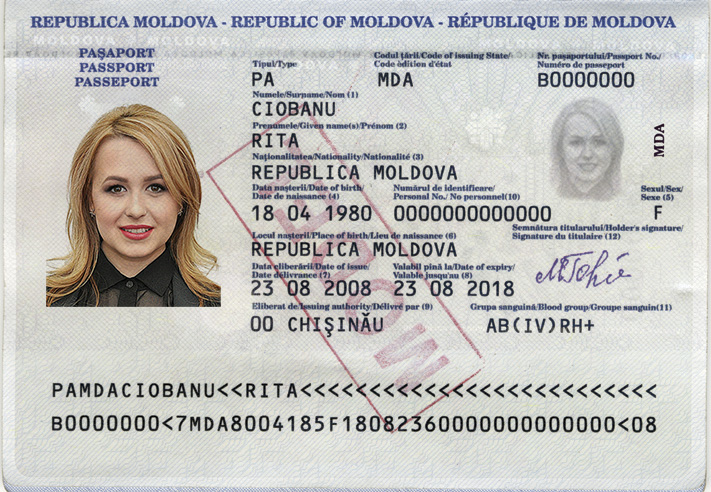 REPUBLICA MOLDOVA - REPUBLIC OF MOLDOVA - RÉPUBLIQUE DE MOLDOVA
PAŞAPORT
PASSPORT
PASSEPORT
Tipul/Type
PA
Codul ţării/Code of issuing State/
Code édition d'état
MDA
Nr. paşaportului/Passport No./
Numéro de passeport
B0000000
Numele/Surname/Nom (1)
CIOBANU
Prenumele/Given name(s)/Prénom (2)
RITA
Naţionalitatea/Nationality/Nationalité (3)
REPUBLICA MOLDOVA
MDA
Data naşterii/Date of birth/
Date de naissance (4)
18 04 1980
Numărul de identificare/
Personal No./ No personnel(10)
0000000000000
Sexul/Sex/
Sexe (5)
F
Locul naşterii/Place of birth/Lieu de naissance (6)
REPUBLICA MOLDOVA
Semnătura titularului/Holder's signature/
Signature du titulaire (12)
Data eliberării/Date of issue/
Date délivrance (7)
23 08 2008
Valabil pină la/Date of expiry/
Valable jusqu'au (8)
23 08 2018
Eliberat de/Issuing authority/Délivré par (9)
00 CHIŞINĂU
Grupa sanguină/Blood group/Groupe sanguin(11)
AB(IV)RH+
PAMDACIOBANU<<RITA<<<<<<<<<<<<<<<<<<<<<<<<<<
B0000000<7MDA8004185F18082360000000000000<08